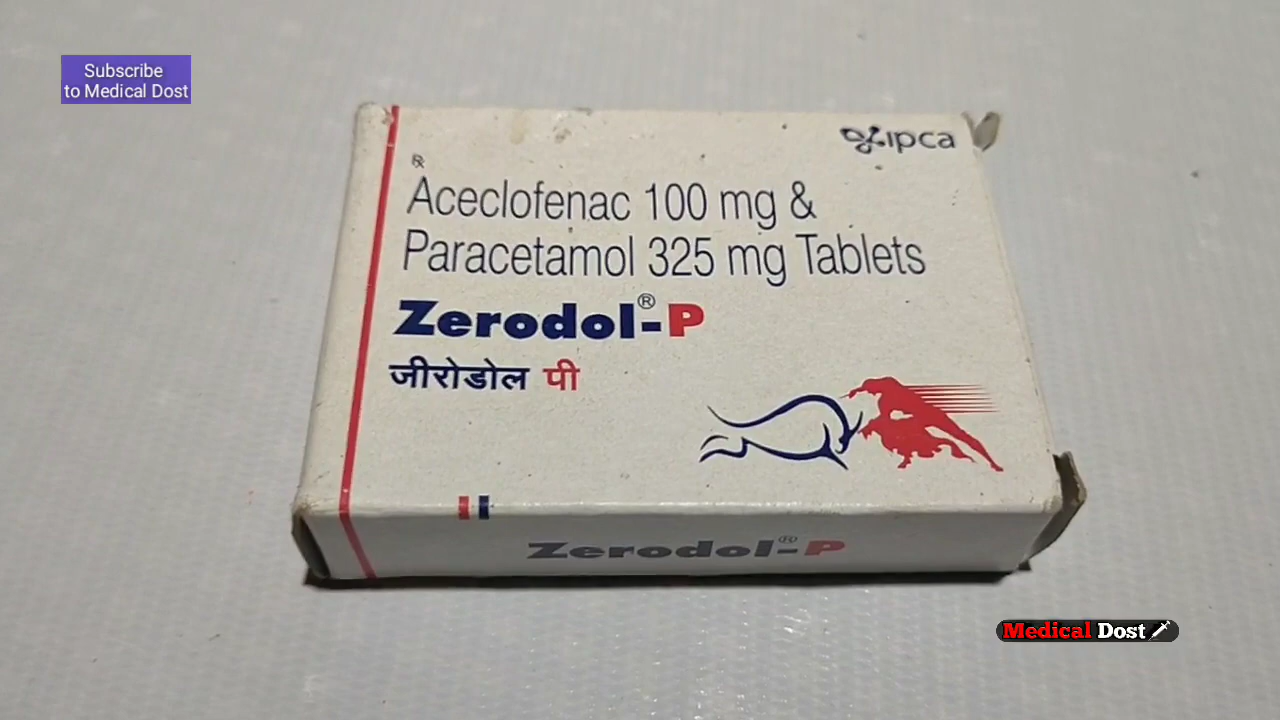 Subscribe
to Medical Dost
ipca
℞
Aceclofenac 100 mg &
Paracetamol 325 mg Tablets
Zerodol®-P
जीरोडोल पी
Zerodol®-P
Medical Dost